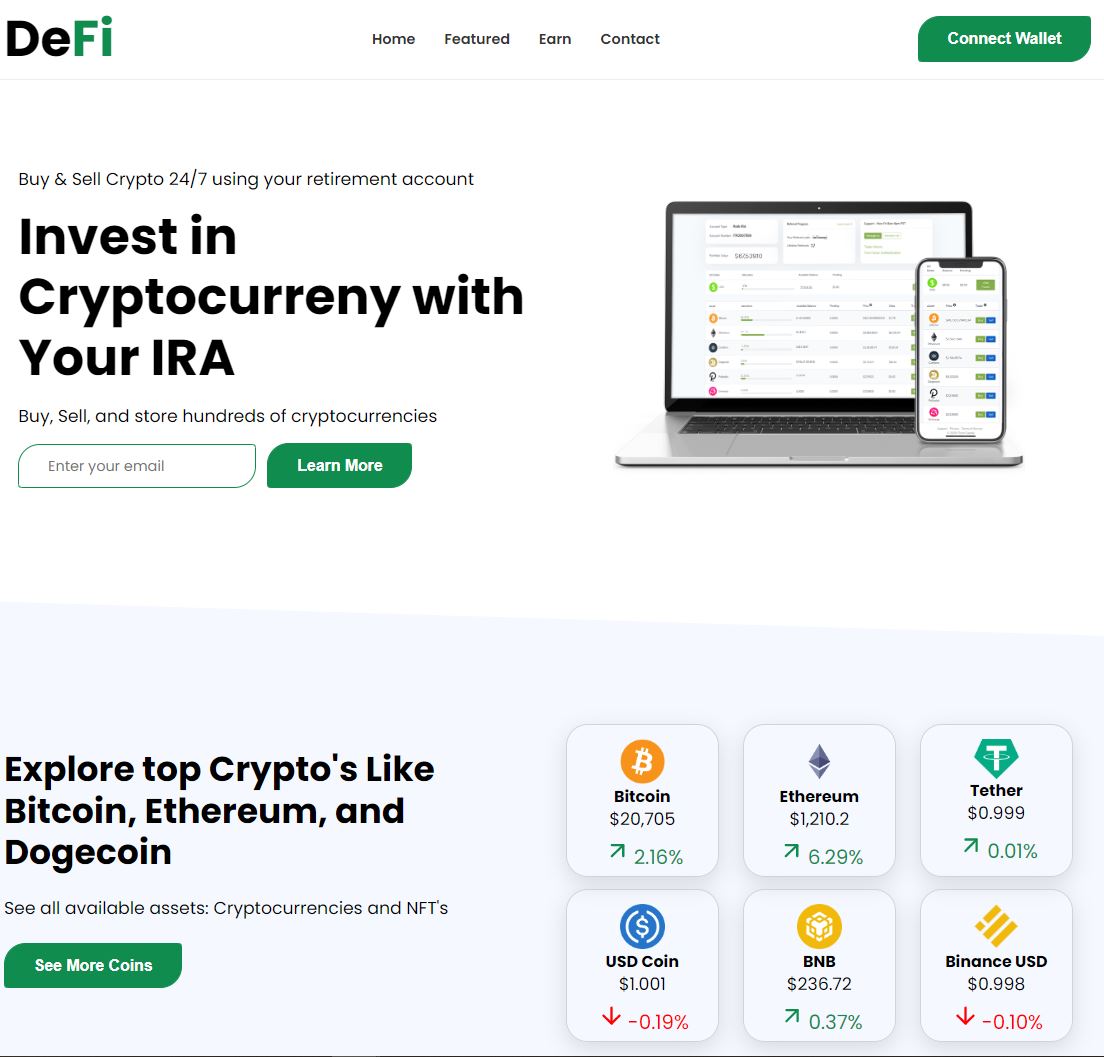 DeFi
Home Featured Earn Contact
Connect Wallet
Buy & Sell Crypto 24/7 using your retirement account
Invest in
Cryptocurreny with
Your IRA
Buy, Sell, and store hundreds of cryptocurrencies
Enter your email
Learn More
Explore top Crypto's Like
Bitcoin, Ethereum, and
Dogecoin
See all available assets: Cryptocurrencies and NFT's
See More Coins
Bitcoin
$20,705
2.16%
Ethereum
$1,210.2
6.29%
Tether
$0.999
0.01%
USD Coin
$1.001
-0.19%
BNB
$236.72
0.37%
Binance USD
$0.998
-0.10%